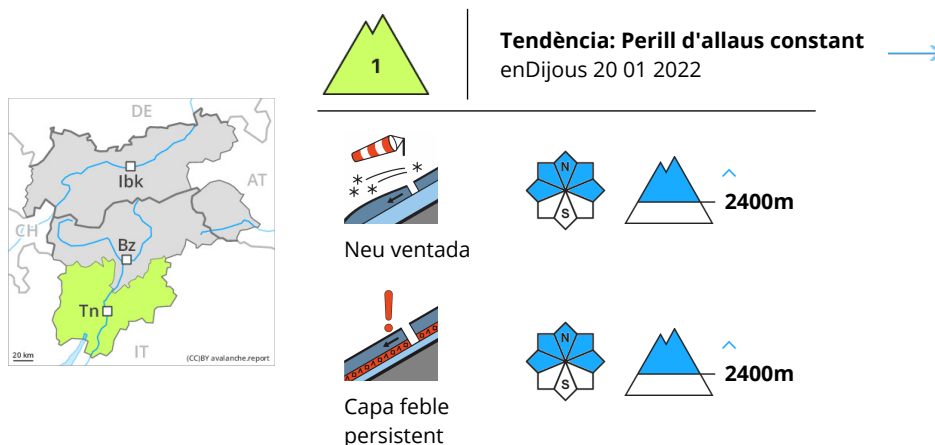 1
Tendència: Perill d'allaus constant
enDijous 20 01 2022
DE
AT
CH
IT
Ibk
Bz
Tn
20 km
(CC)BY avalanche.report
N
S
2400m
Neu ventada
N
S
2400m
Capa feble
persistent